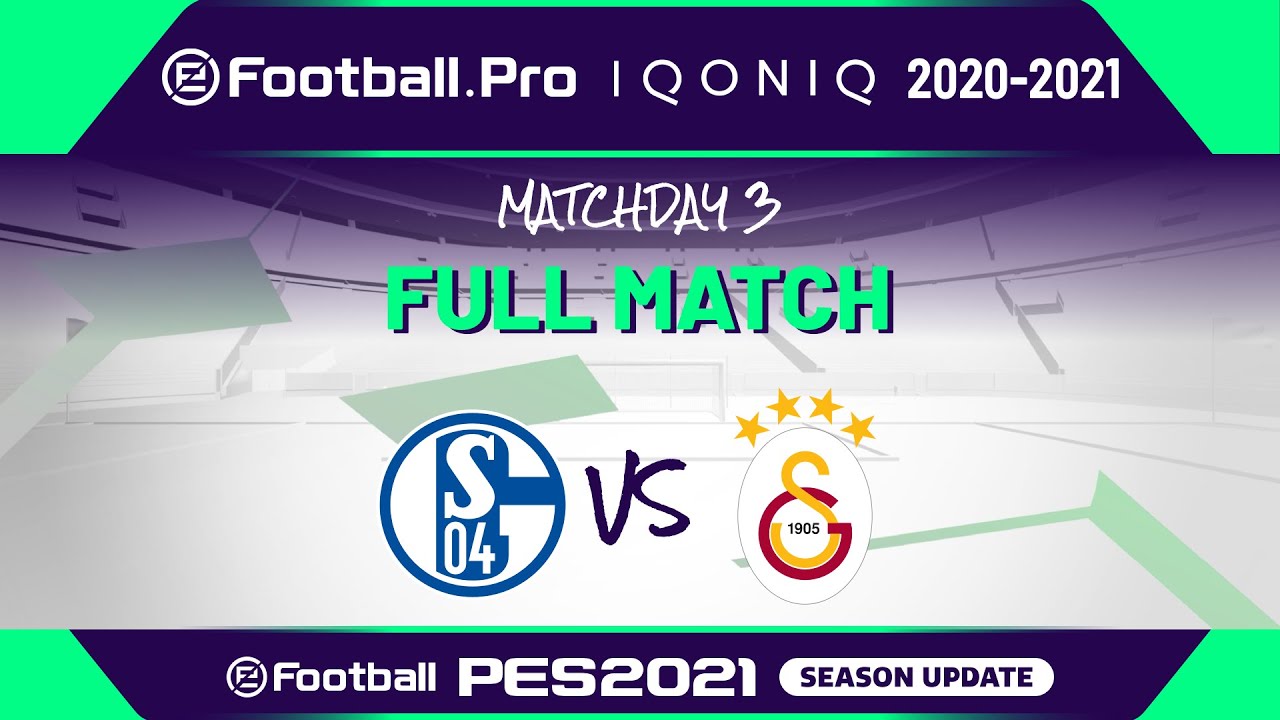 eFootball.Pro IQONIQ 2020-2021
MATCHDAY 3
FULL MATCH
S 04 VS 1905
eFootball PES2021 SEASON UPDATE